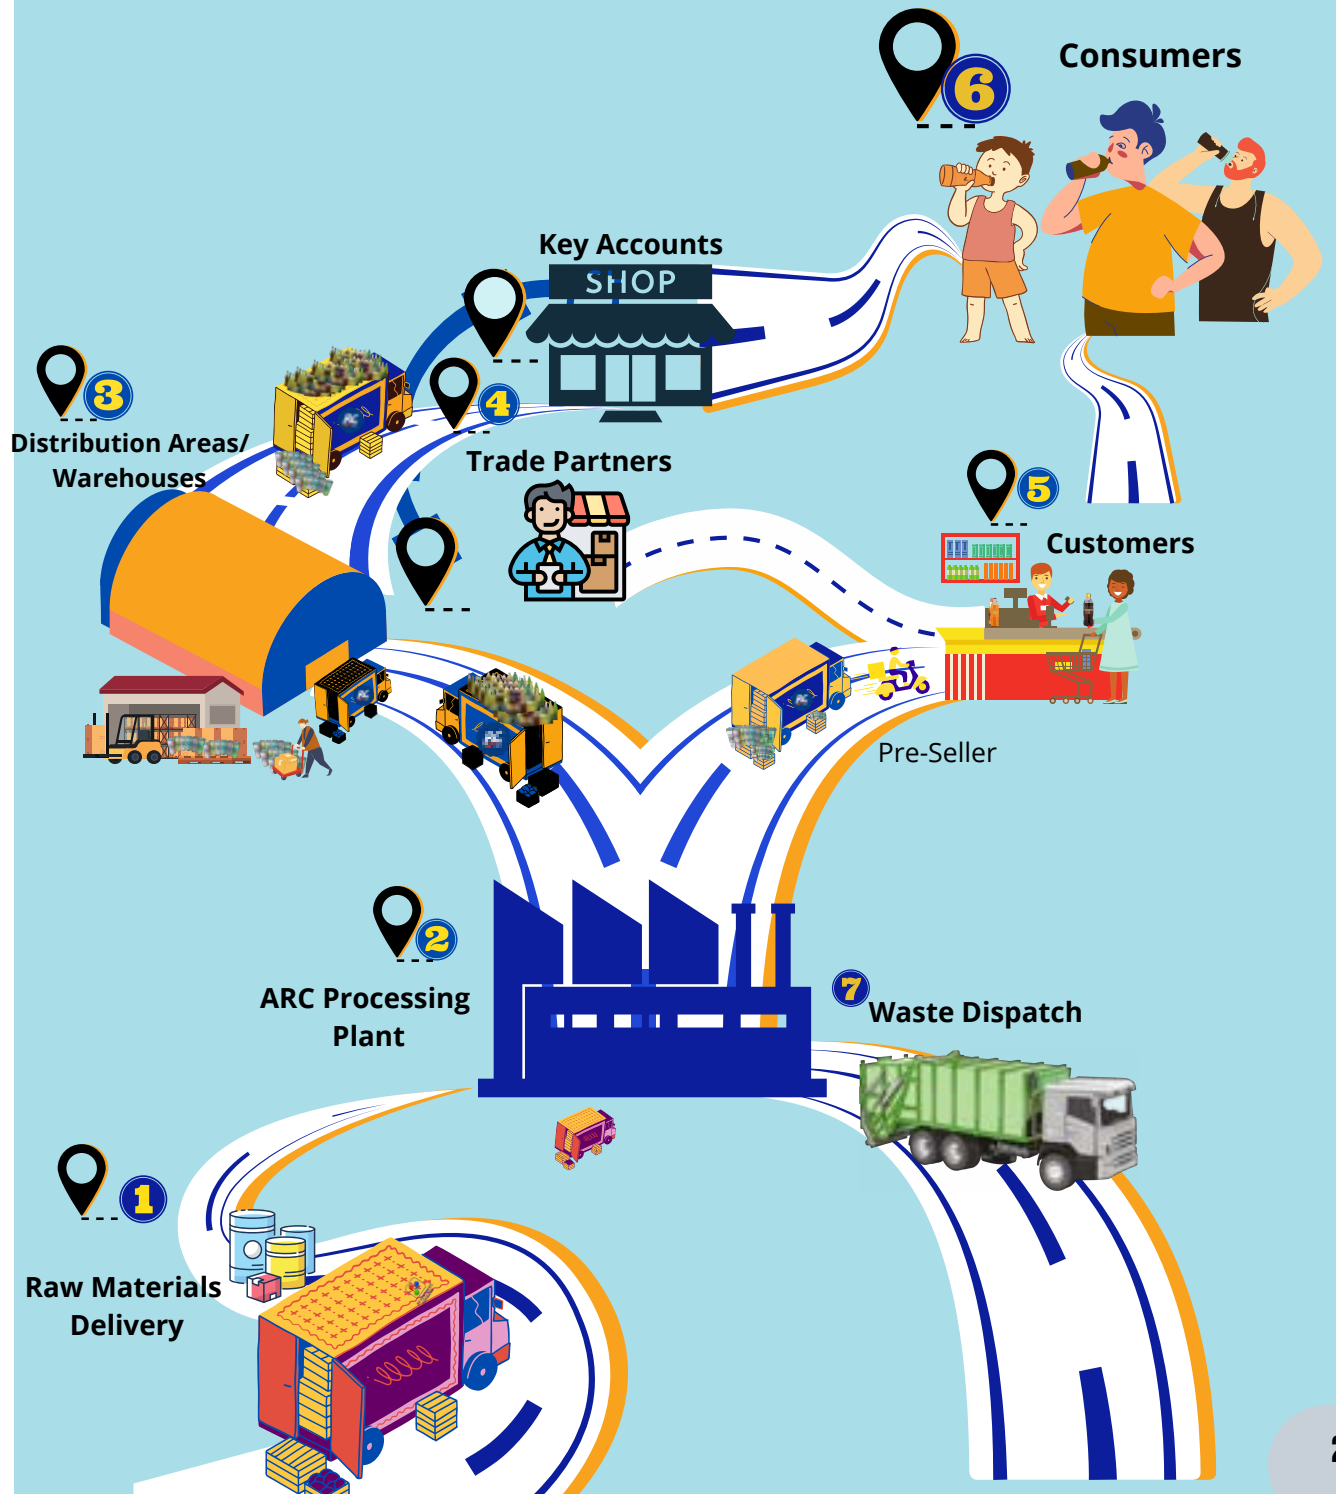 6
Consumers
Key Accounts
SHOP
3
4
Distribution Areas/
Warehouses
Trade Partners
5
Customers
Pre-Seller
2
ARC Processing
Plant
7
Waste Dispatch
1
Raw Materials
Delivery